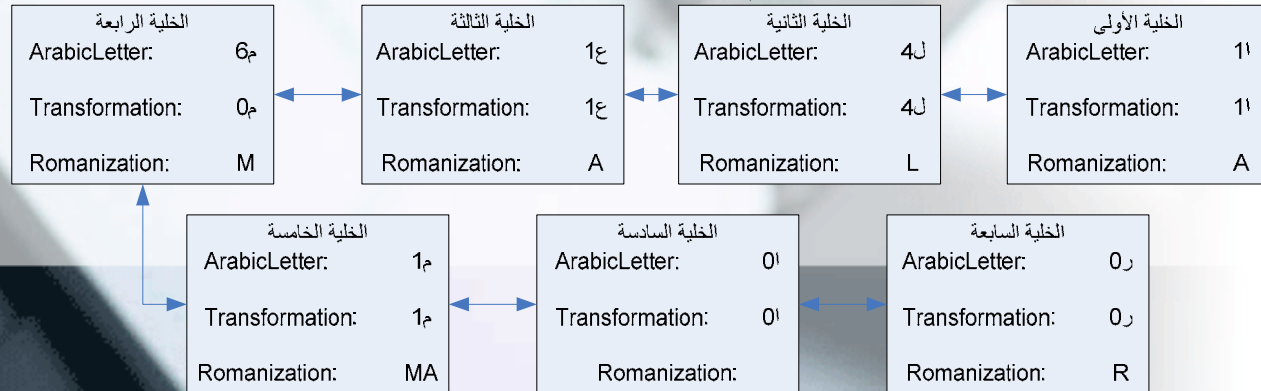 الخلية الأولى
ArabicLetter: ا1
Transformation: ا1
Romanization: A
الخلية الثانية
ArabicLetter: ل4
Transformation: ل4
Romanization: L
الخلية الثالثة
ArabicLetter: ع1
Transformation: ع1
Romanization: A
الخلية الرابعة
ArabicLetter: م6
Transformation: م0
Romanization: M
الخلية الخامسة
ArabicLetter: م1
Transformation: م1
Romanization: MA
الخلية السادسة
ArabicLetter: ا0
Transformation: ا0
Romanization:
الخلية السابعة
ArabicLetter: ر0
Transformation: ر0
Romanization: R